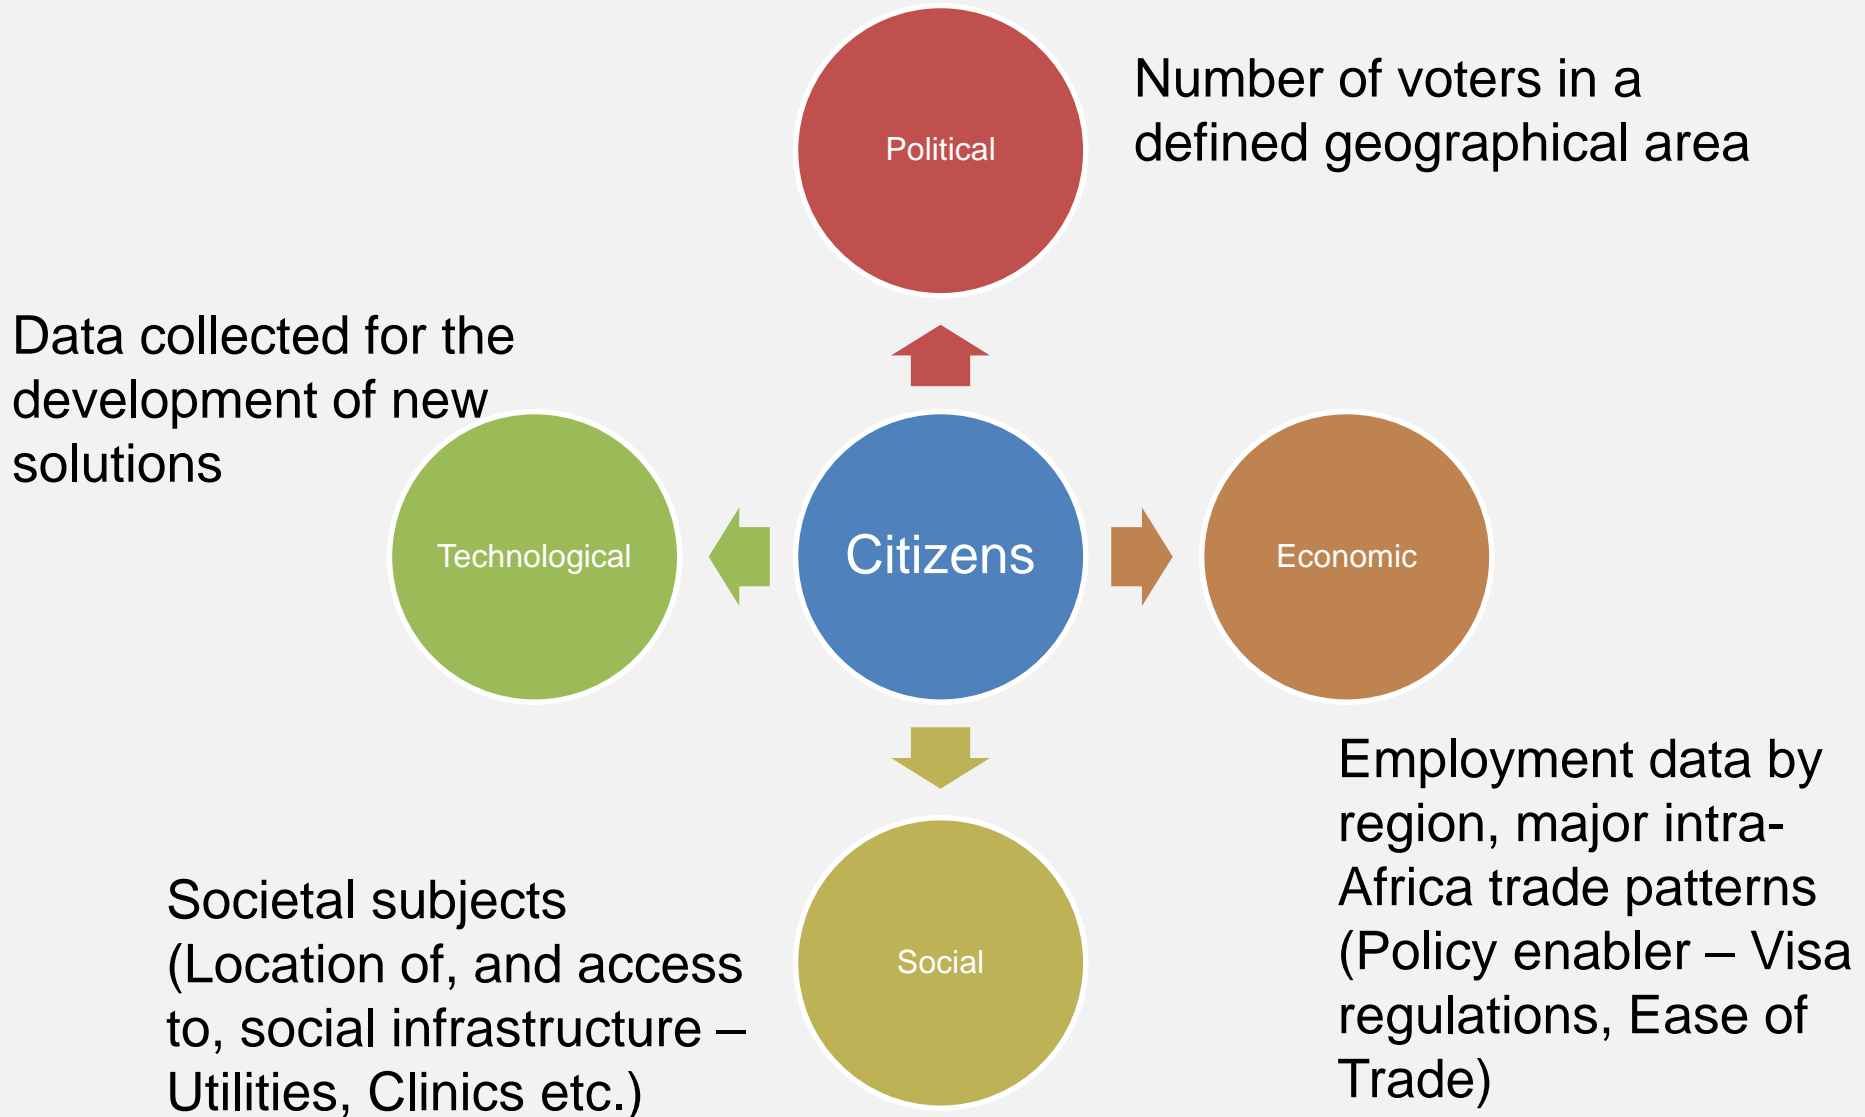 Political
Number of voters in a
defined geographical area
Data collected for the
development of new
solutions
Technological
Citizens
Economic
Employment data by
region, major intra-
Africa trade patterns
(Policy enabler – Visa
regulations, Ease of
Trade)
Societal subjects
(Location of, and access
to, social infrastructure –
Utilities, Clinics etc.)
Social